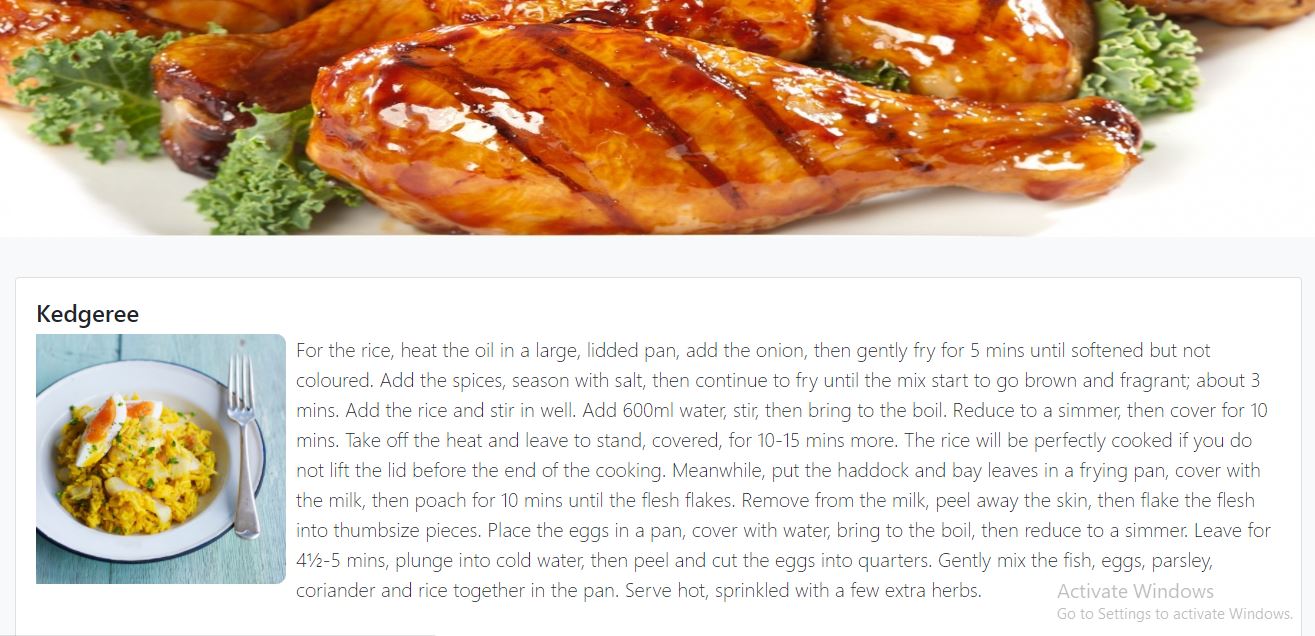 Kedgeree
For the rice, heat the oil in a large, lidded pan, add the onion, then gently fry for 5 mins until softened but not
coloured. Add the spices, season with salt, then continue to fry until the mix start to go brown and fragrant; about 3
mins. Add the rice and stir in well. Add 600ml water, stir, then bring to the boil. Reduce to a simmer, then cover for 10
mins. Take off the heat and leave to stand, covered, for 10-15 mins more. The rice will be perfectly cooked if you do
not lift the lid before the end of the cooking. Meanwhile, put the haddock and bay leaves in a frying pan, cover with
the milk, then poach for 10 mins until the flesh flakes. Remove from the milk, peel away the skin, then flake the flesh
into thumbsize pieces. Place the eggs in a pan, cover with water, bring to the boil, then reduce to a simmer. Leave for
4½-5 mins, plunge into cold water, then peel and cut the eggs into quarters. Gently mix the fish, eggs, parsley,
coriander and rice together in the pan. Serve hot, sprinkled with a few extra herbs.
Activate Windows
Go to Settings to activate Windows.